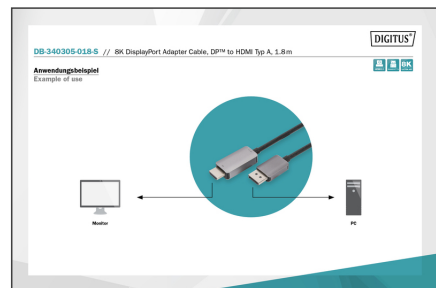 DIGITUS®
DB-340305-018-S // 8K DisplayPort Adapter Cable, DP™ to HDMI Typ A, 1.8 m
Anwendungsbeispiel
Example of use
8K
Monitor
PC